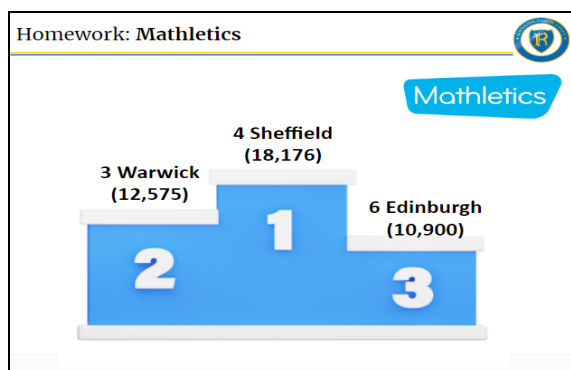 Homework: Mathletics
Mathletics
4 Sheffield
(18,176)
3 Warwick
(12,575)
6 Edinburgh
(10,900)
1
2
3
R